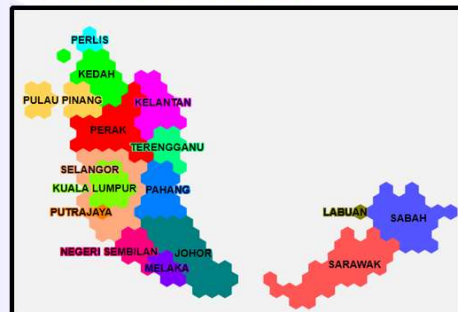 PERLIS
KEDAH
PULAU PINANG
KELANTAN
PERAK
TERENGGANU
SELANGOR
KUALA LUMPUR
PAHANG
PUTRAJAYA
LABUAN
SABAH
NEGERI SEMBILAN
JOHOR
MELAKA
SARAWAK